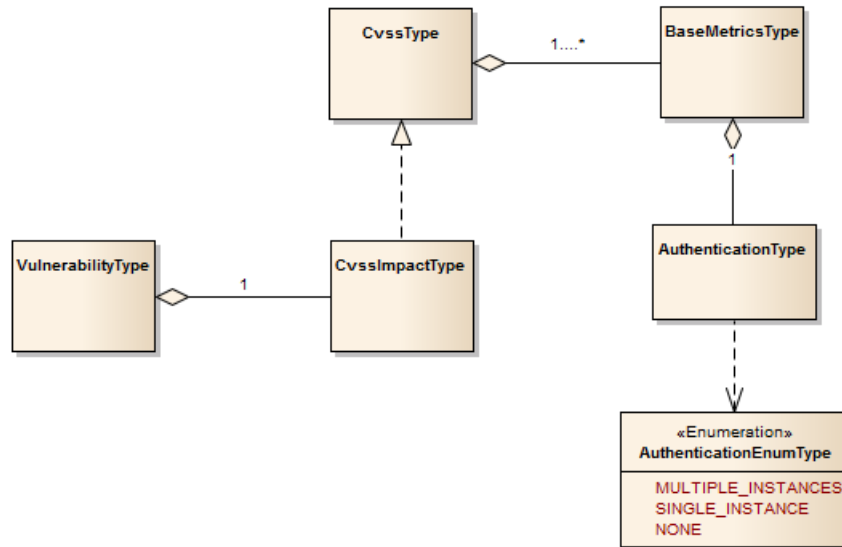 CvssType
1....*
BaseMetricsType
1
VulnerabilityType
1
CvssImpactType
AuthenticationType
«Enumeration»
AuthenticationEnumType
MULTIPLE_INSTANCES
SINGLE_INSTANCE
NONE